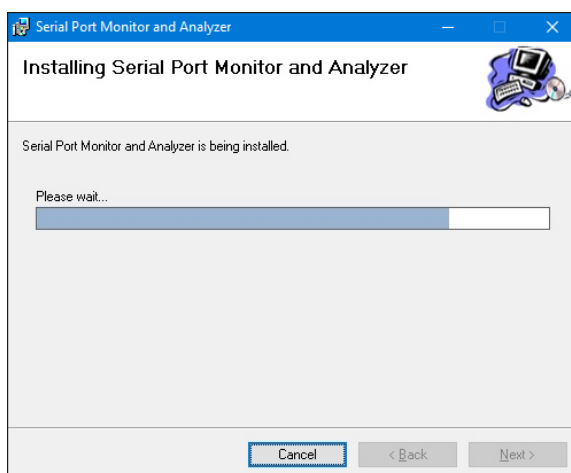 Serial Port Monitor and Analyzer
Installing Serial Port Monitor and Analyzer
Serial Port Monitor and Analyzer is being installed.
Please wait...
Cancel
< Back
Next >